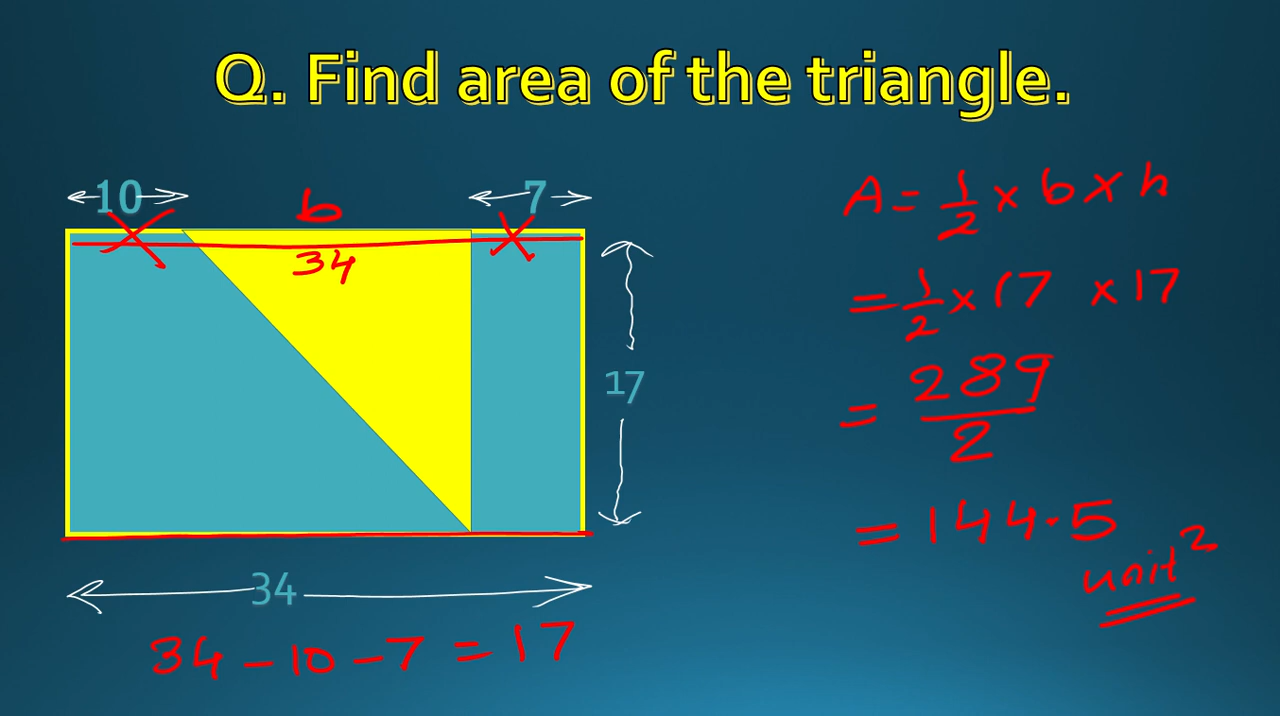 Q. Find area of the triangle.
10 b 7
34
17
34
34 - 10 - 7 = 17
A = 1/2 × b × h
= 1/2 × 17 × 17
= 289/2
= 144.5
unit²